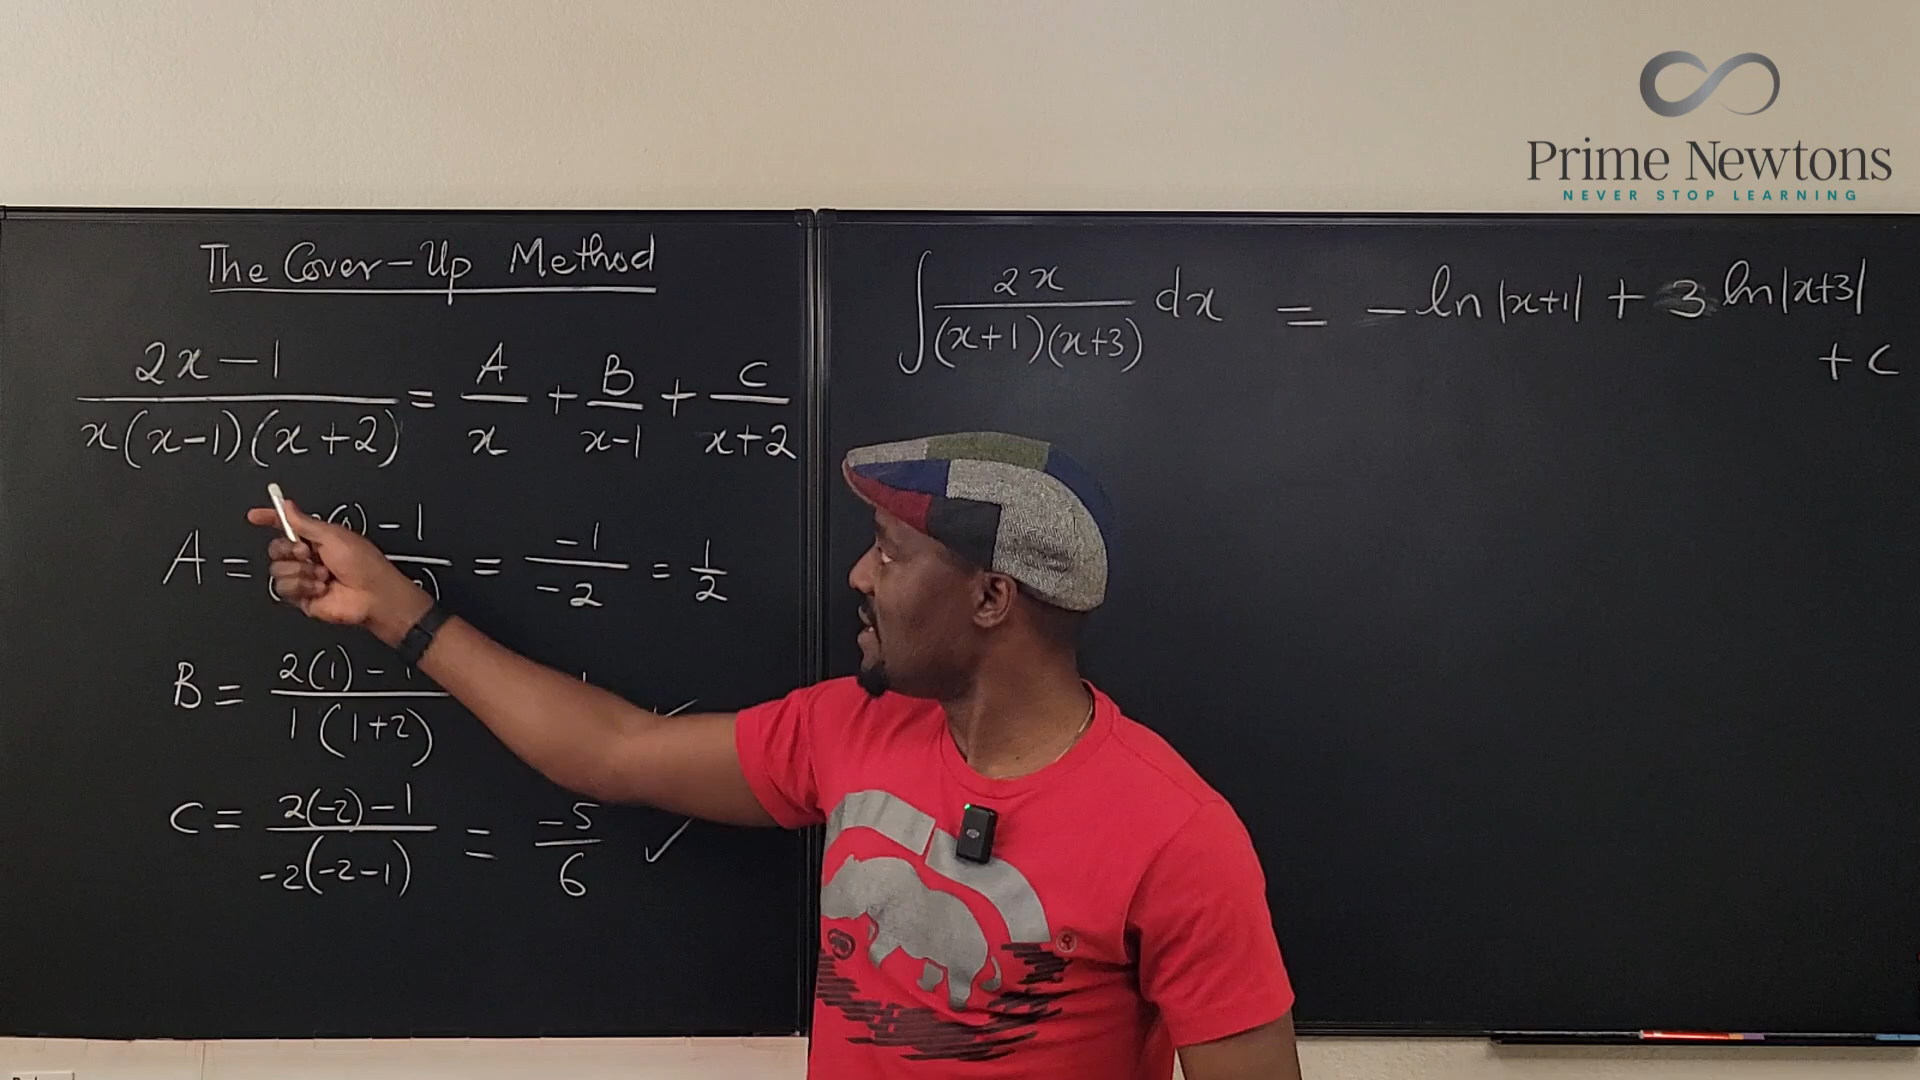 Prime Newtons
NEVER STOP LEARNING
The Cover-Up Method
2x-1 / x(x-1)(x+2) = A/x + B/x-1 + C/x+2
A = -1 = -1/-2 = 1/2
B = 2(1)-1 / 1(1+2)
C = 2(-2)-1 / -2(-2-1) = -5/6 ✓
∫ 2x / (x+1)(x+3) dx = -ln|x+1| + 3 ln|x+3|
+ C